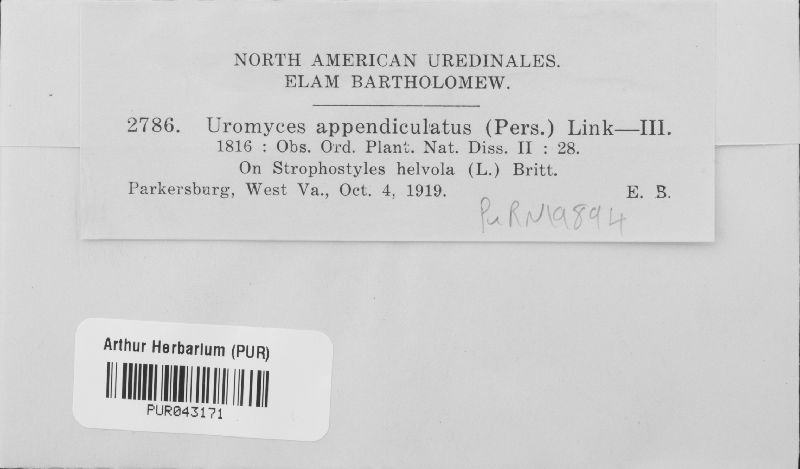 NORTH AMERICAN UREDINALES.
ELAM BARTHOLOMEW.
2786. Uromyces appendiculatus (Pers.) Link—III.
1816 : Obs. Ord. Plant. Nat. Diss. II : 28.
On Strophostyles helvola (L.) Britt.
Parkersburg, West Va., Oct. 4, 1919. E. B.
PURN19894
Arthur Herbarium (PUR)
PUR043171